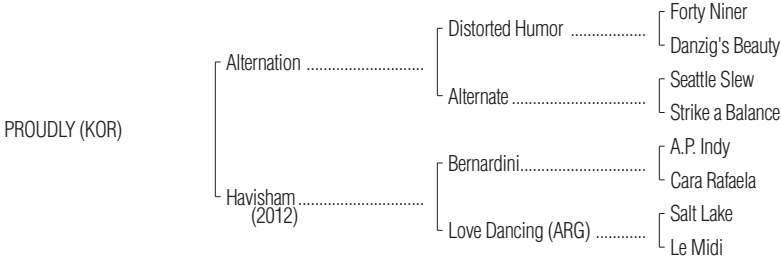 Forty Niner
Distorted Humor ..................
Danzig's Beauty
Alternation ............................
Seattle Slew
Alternate ................................
Strike a Balance
PROUDLY (KOR)
A.P. Indy
Bernardini..............................
Cara Rafaela
Havisham ..............................
(2012)
Salt Lake
Love Dancing (ARG) ............
Le Midi